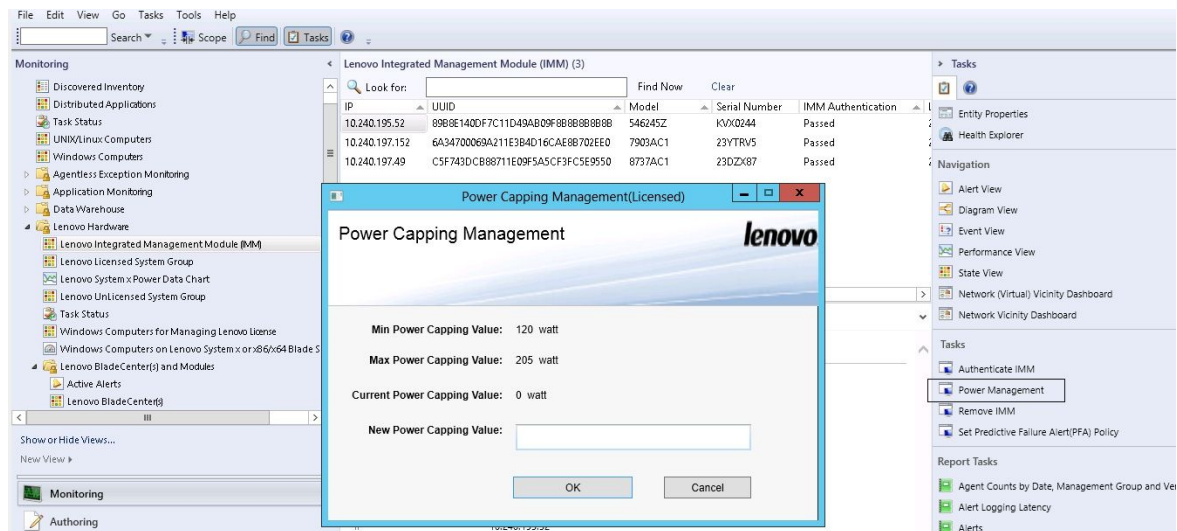 File Edit View Go Tasks Tools Help
Search Scope Find Tasks
Monitoring
Discovered Inventory
Distributed Applications
Task Status
UNIX/Linux Computers
Windows Computers
Agentless Exception Monitoring
Application Monitoring
Data Warehouse
Lenovo Hardware
Lenovo Integrated Management Module (IMM)
Lenovo Licensed System Group
Lenovo System x Power Data Chart
Lenovo UnLicensed System Group
Task Status
Windows Computers for Managing Lenovo License
Windows Computers on Lenovo System x or x86/x64 Blade S
Lenovo BladeCenter(s) and Modules
Active Alerts
Lenovo BladeCenter(s)
Show or Hide Views...
New View
Monitoring
Authoring
Lenovo Integrated Management Module (IMM) (3)
Look for: Find Now Clear
IP UUID Model Serial Number IMM Authentication
10.240.195.52 89B8E140DF7C11D49AB09F8B8B8B8B8B 546245Z KVX0244 Passed
10.240.197.152 6A34700069A211E3B4D16CAE8B702EE0 7903AC1 23YTRV5 Passed
10.240.197.49 C5F743DCB88711E09F5A5CF3FC5E9550 8737AC1 23DZX87 Passed
Power Capping Management(Licensed)
Power Capping Management
lenovo
Min Power Capping Value: 120 watt
Max Power Capping Value: 205 watt
Current Power Capping Value: 0 watt
New Power Capping Value:
OK Cancel
Tasks
Entity Properties
Health Explorer
Navigation
Alert View
Diagram View
Event View
Performance View
State View
Network (Virtual) Vicinity Dashboard
Network Vicinity Dashboard
Tasks
Authenticate IMM
Power Management
Remove IMM
Set Predictive Failure Alert(PFA) Policy
Report Tasks
Agent Counts by Date, Management Group and Ver
Alert Logging Latency
Alerts